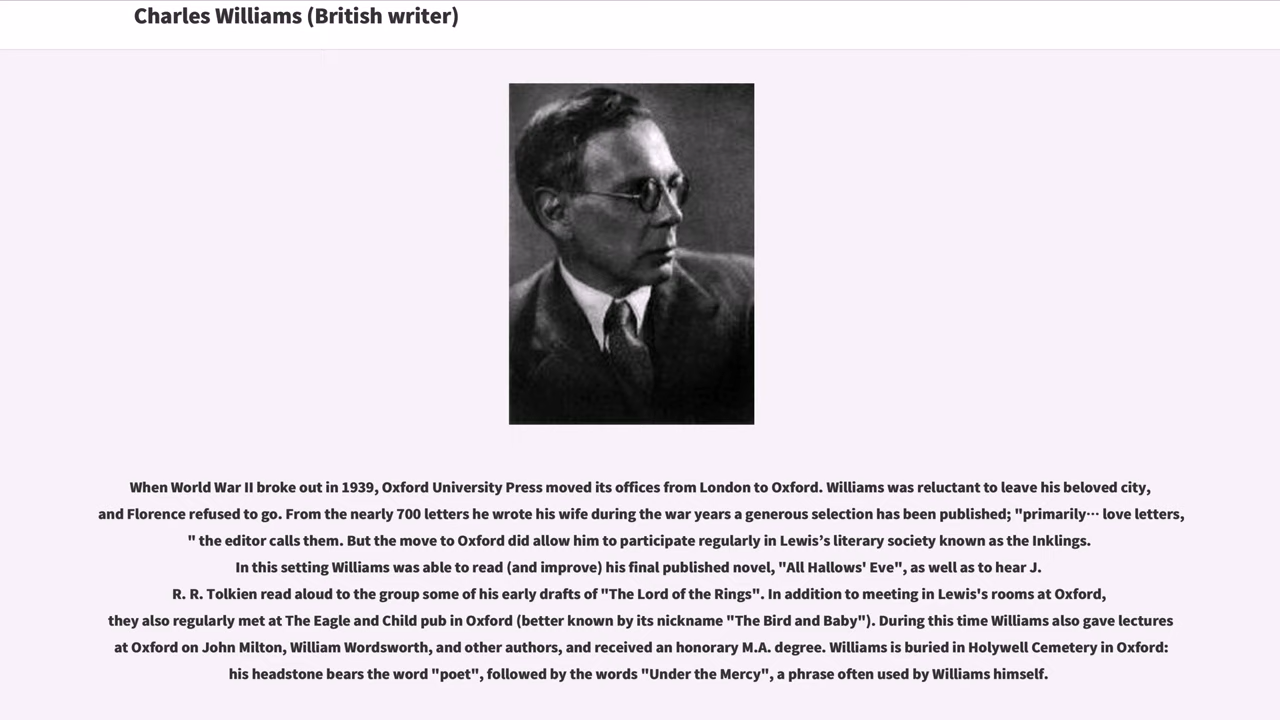 Charles Williams (British writer)
When World War II broke out in 1939, Oxford University Press moved its offices from London to Oxford. Williams was reluctant to leave his beloved city,
and Florence refused to go. From the nearly 700 letters he wrote his wife during the war years a generous selection has been published; "primarily··· love letters,
" the editor calls them. But the move to Oxford did allow him to participate regularly in Lewis’s literary society known as the Inklings.
In this setting Williams was able to read (and improve) his final published novel, "All Hallows' Eve", as well as to hear J.
R. R. Tolkien read aloud to the group some of his early drafts of "The Lord of the Rings". In addition to meeting in Lewis's rooms at Oxford,
they also regularly met at The Eagle and Child pub in Oxford (better known by its nickname "The Bird and Baby"). During this time Williams also gave lectures
at Oxford on John Milton, William Wordsworth, and other authors, and received an honorary M.A. degree. Williams is buried in Holywell Cemetery in Oxford:
his headstone bears the word "poet", followed by the words "Under the Mercy", a phrase often used by Williams himself.